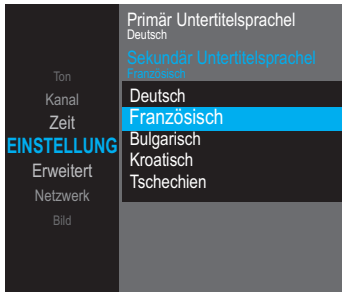 Primär Untertitelsprachel
Deutsch
Sekundär Untertitelsprachel
Französisch
Ton
Kanal
Zeit
EINSTELLUNG
Erweitert
Netzwerk
Bild
Deutsch
Französisch
Bulgarisch
Kroatisch
Tschechien